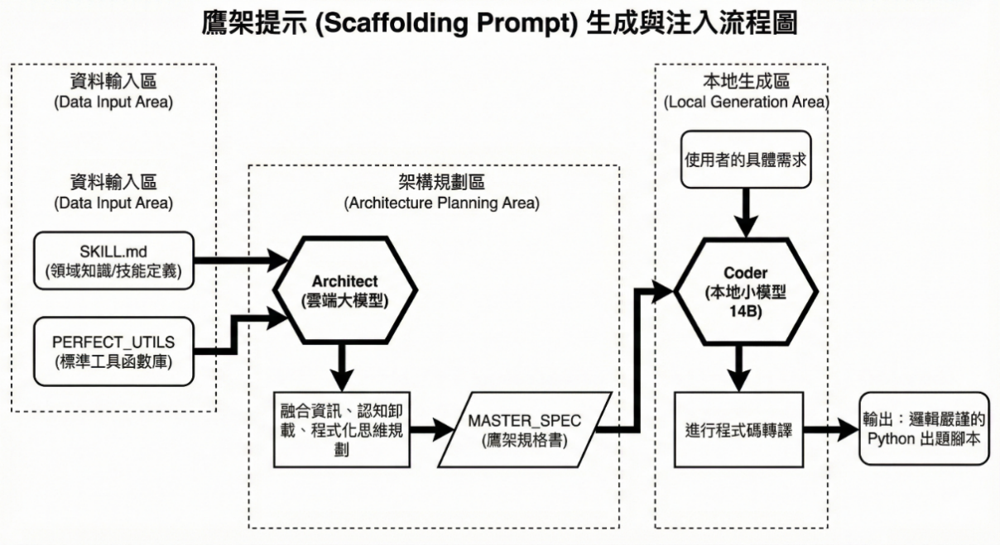 鷹架提示 (Scaffolding Prompt) 生成與注入流程圖
資料輸入區
(Data Input Area)
資料輸入區
(Data Input Area)
SKILL.md
(領域知識/技能定義)
PERFECT_UTILS
(標準工具函數庫)
架構規劃區
(Architecture Planning Area)
Architect
(雲端大模型)
融合資訊、認知卸
載、程式化思維規
劃
MASTER_SPEC
(鷹架規格書)
本地生成區
(Local Generation Area)
使用者的具體需求
Coder
(本地小模型
14B)
進行程式碼轉譯
輸出：邏輯嚴謹的
Python 出題腳本